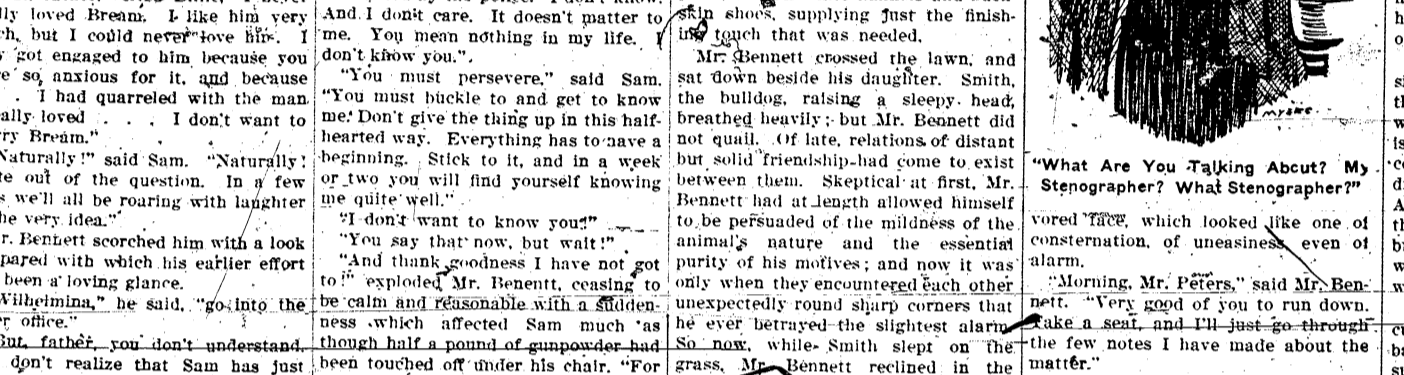 lly loved Bream. I like him very
ch, but I could never love him. I
got engaged to him because you
e so anxious for it, and because
. I had quarreled with the man
ally loved . . . I don't want to
ry Bream."
Naturally!" said Sam. "Naturally!
te out of the question. In a few
s we'll all be roaring with laughter
he very idea."
r. Bennett scorched him with a look
pared with which his earlier effort
been a loving glance.
Wilhelmina," he said, "go into the
r office."
But, father, you don't understand.
don't realize that Sam has just
And I don't care. It doesn't matter to
me. You mean nothing in my life. I
don't know you."
"You must persevere," said Sam.
"You must buckle to and get to know
me. Don't give the thing up in this half-
hearted way. Everything has to have a
beginning. Stick to it, and in a week
or two you will find yourself knowing
me quite well."
"I don't want to know you!"
"You say that now, but wait!"
"And thank goodness I have not got
to!" exploded Mr. Benentt, ceasing to
be calm and reasonable with a sudden-
ness which affected Sam much as
though half a pound of gunpowder had
been touched off under his chair. "For
skin shoes, supplying just the finish-
ing touch that was needed.
Mr. Bennett crossed the lawn, and
sat down beside his daughter. Smith,
the bulldog, raising a sleepy head,
breathed heavily; but Mr. Bennett did
not quail. Of late, relations of distant
but solid friendship had come to exist
between them. Skeptical at first, Mr.
Bennett had at length allowed himself
to be persuaded of the mildness of the
animal's nature and the essential
purity of his motives; and now it was
only when they encountered each other
unexpectedly round sharp corners that
he ever betrayed the slightest alarm.
So now, while Smith slept on the
grass, Mr. Bennett reclined in the
"What Are You Talking About? My
Stenographer? What Stenographer?"
vored face, which looked like one of
consternation, of uneasiness, even of
alarm.
"Morning, Mr. Peters," said Mr. Ben-
nett. "Very good of you to run down.
Take a seat, and I'll just go through
the few notes I have made about the
matter."